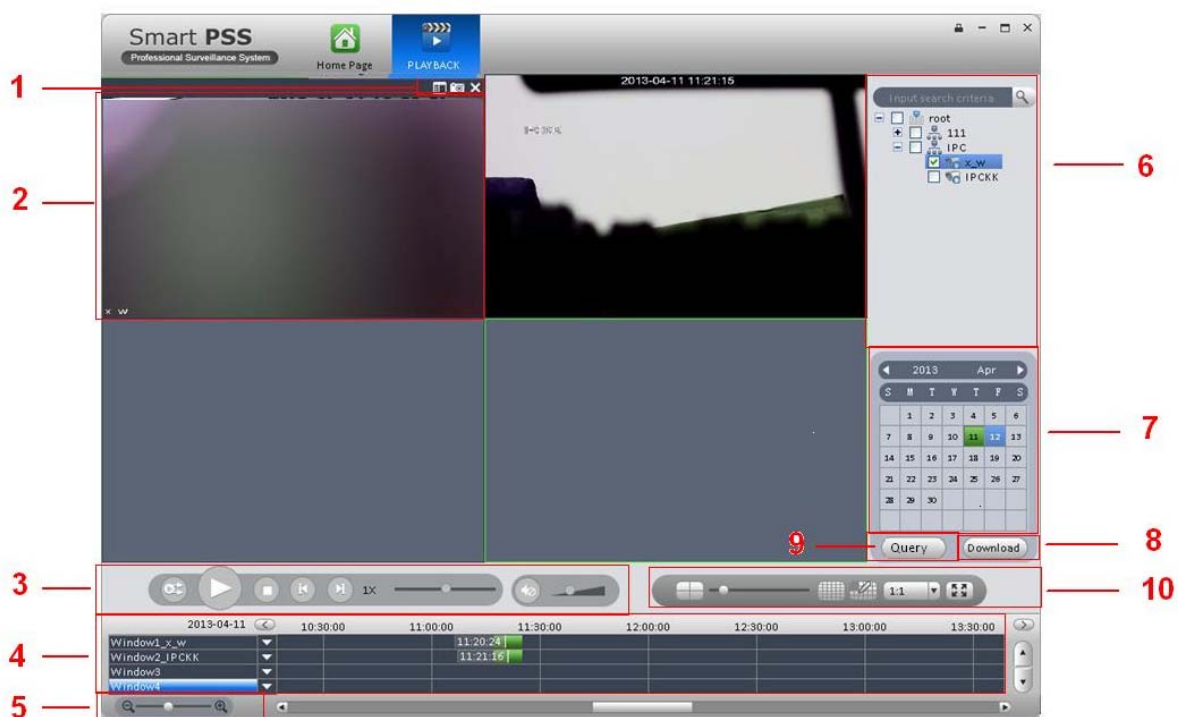 Smart PSS
Professional Surveillance System
Home Page
PLAYBACK
1
2013-04-11 11:21:15
Input search criteria
root
111
IPC
x_w
IPCKK
6
2
x w
2013 Apr
S M T W T F S
1 2 3 4 5 6
7 8 9 10 11 12 13
14 15 16 17 18 19 20
21 22 23 24 25 26 27
28 29 30
7
9
Query
Download
8
3
1X
1:1
10
2013-04-11
10:30:00 11:00:00 11:30:00 12:00:00 12:30:00 13:00:00 13:30:00
4
Window1_x_w
11:20:24
Window2_IPCKK
11:21:16
Window3
Window4
5